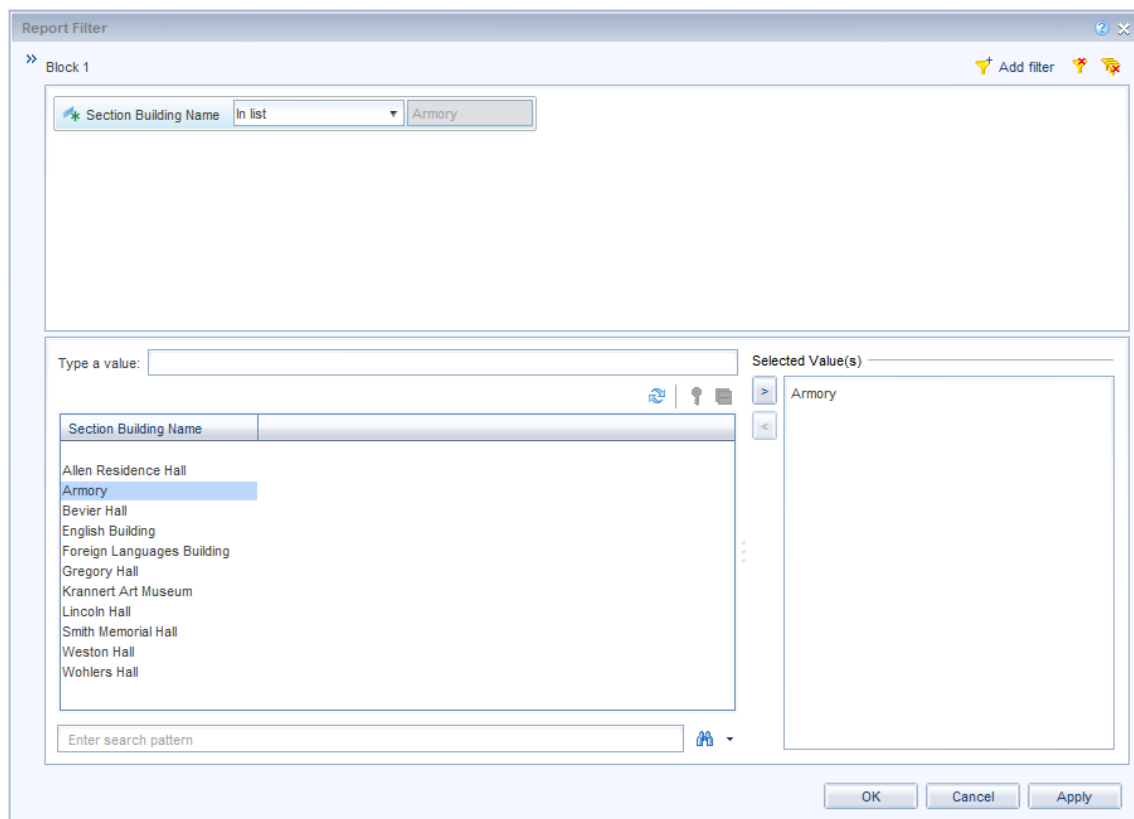 Report Filter
Block 1
Add filter
Section Building Name In list Armory
Type a value:
Selected Value(s)
>
Armory
<
Section Building Name
Allen Residence Hall
Armory
Bevier Hall
English Building
Foreign Languages Building
Gregory Hall
Krannert Art Museum
Lincoln Hall
Smith Memorial Hall
Weston Hall
Wohlers Hall
Enter search pattern
OK Cancel Apply